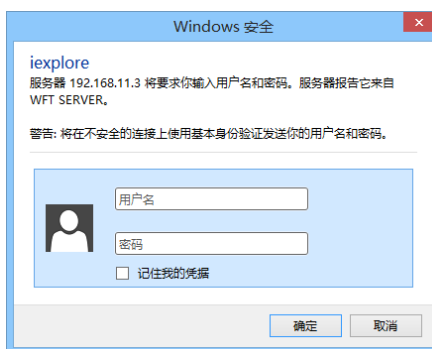 Windows 安全
iexplore
服务器 192.168.11.3 将要求你输入用户名和密码。服务器报告它来自
WFT SERVER。
警告: 将在不安全的连接上使用基本身份验证发送你的用户名和密码。
用户名
密码
记住我的凭据
确定
取消